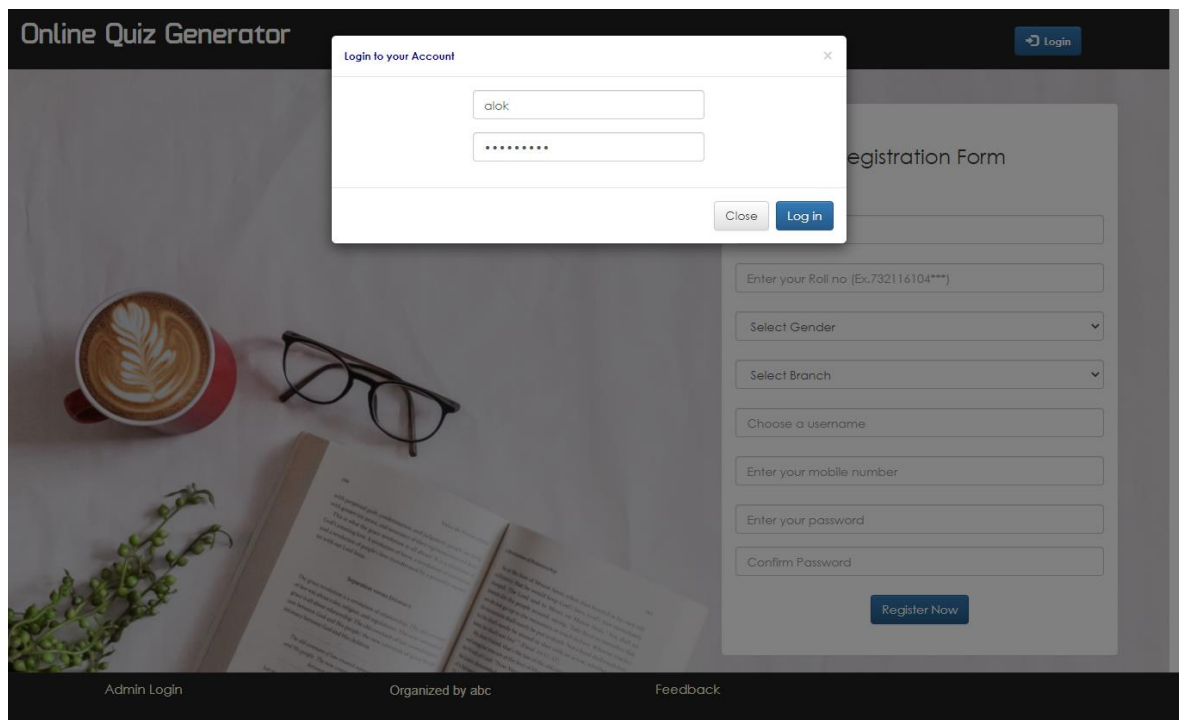 Online Quiz Generator
Login
Login to your Account
×
alok
•••••••••
Close
Log in
egistration Form
Enter your Roll no (Ex.732116104***)
Select Gender
Select Branch
Choose a username
Enter your mobile number
Enter your password
Confirm Password
Register Now
Admin Login
Organized by abc
Feedback